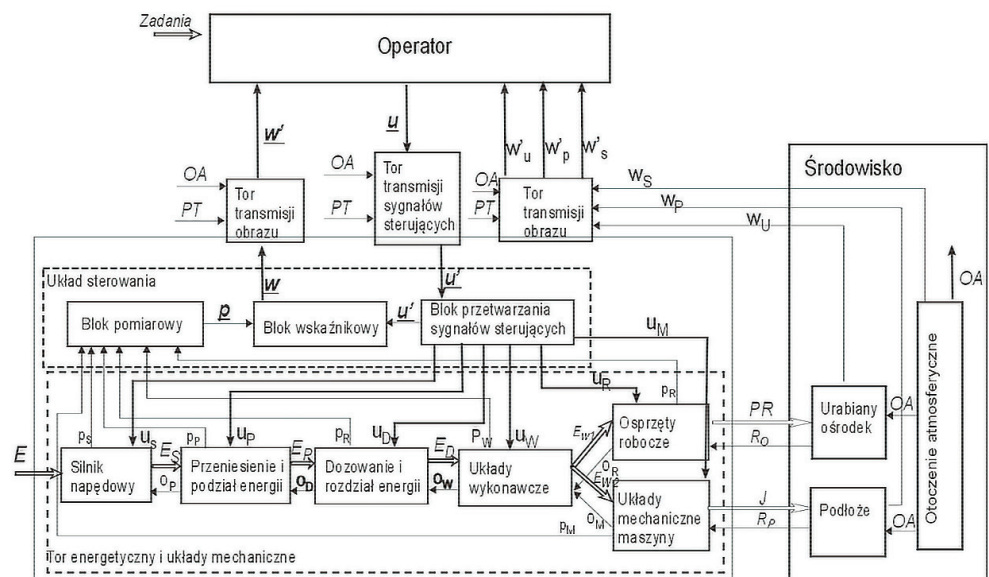 Zadania
Operator
w'
u
w'u
w'p
w's
OA
PT
Tor
transmisji
obrazu
OA
PT
Tor
transmisji
sygnałów
sterujących
OA
PT
Tor
transmisji
obrazu
wS
wP
wU
Środowisko
OA
Układ sterowania
w
u'
Blok pomiarowy
p
Blok wskaźnikowy
u'
Blok przetwarzania
sygnałów sterujących
uM
uR
pR
pS
uS
pP
uP
pR
uD
pW
uW
E
Silnik
napędowy
ES
oP
Przeniesienie i
podział energii
ER
oD
Dozowanie i
rozdział energii
ED
oW
Układy
wykonawcze
EW1
oR
EW2
oM
pM
Osprzęty
robocze
Układy
mechaniczne
maszyny
PR
RO
J
RP
Urabiany
ośrodek
OA
Podłoże
OA
Otoczenie atmosferyczne
Tor energetyczny i układy mechaniczne